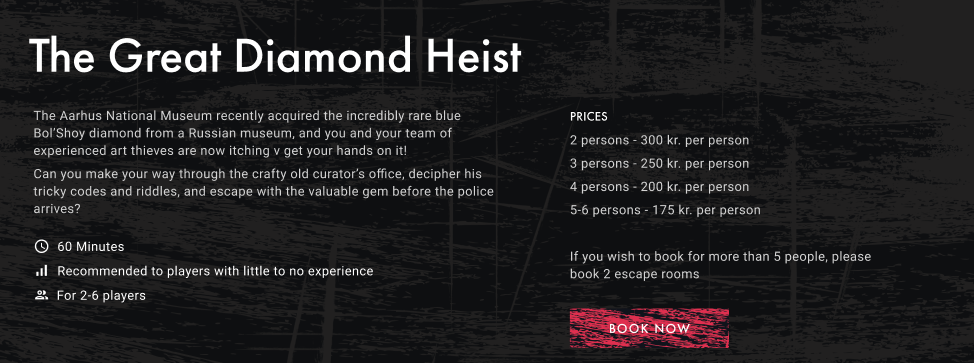 The Great Diamond Heist
The Aarhus National Museum recently acquired the incredibly rare blue
Bol'Shoy diamond from a Russian museum, and you and your team of
experienced art thieves are now itching v get your hands on it!
Can you make your way through the crafty old curator's office, decipher his
tricky codes and riddles, and escape with the valuable gem before the police
arrives?
60 Minutes
Recommended to players with little to no experience
For 2-6 players
PRICES
2 persons - 300 kr. per person
3 persons - 250 kr. per person
4 persons - 200 kr. per person
5-6 persons - 175 kr. per person
If you wish to book for more than 5 people, please
book 2 escape rooms
BOOK NOW